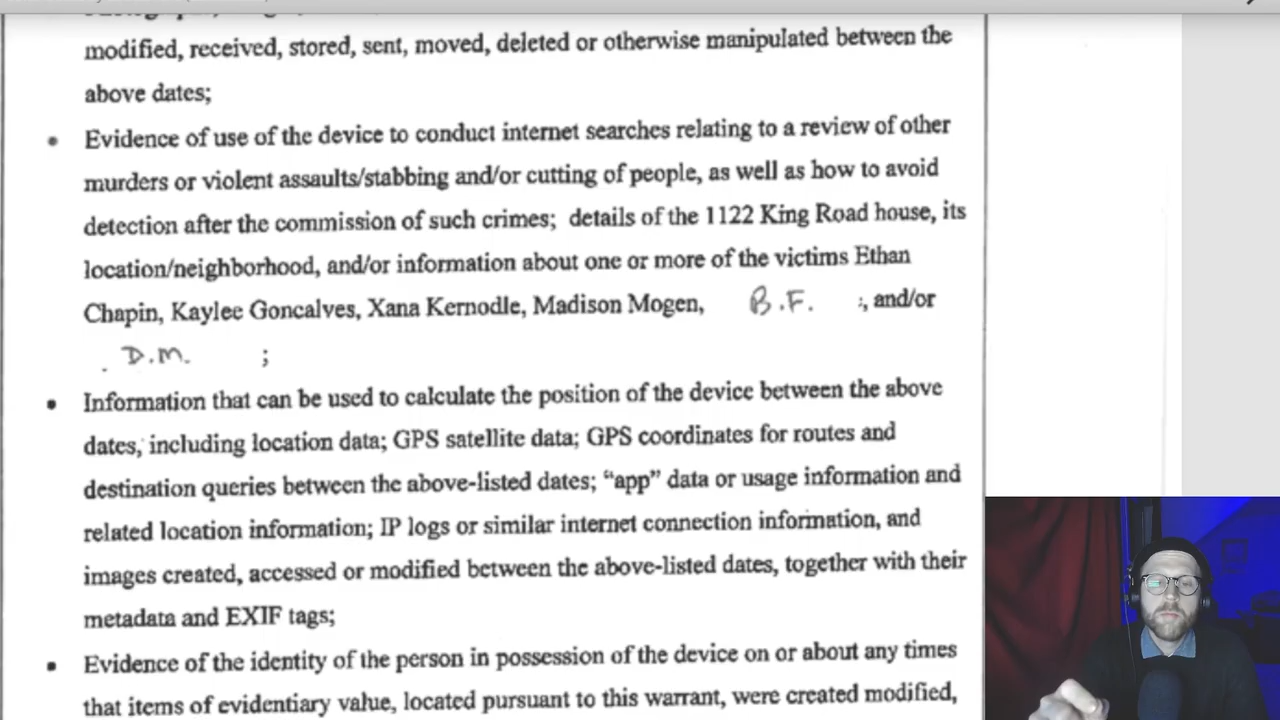 modified, received, stored, sent, moved, deleted or otherwise manipulated between the
above dates;
• Evidence of use of the device to conduct internet searches relating to a review of other
murders or violent assaults/stabbing and/or cutting of people, as well as how to avoid
detection after the commission of such crimes; details of the 1122 King Road house, its
location/neighborhood, and/or information about one or more of the victims Ethan
Chapin, Kaylee Goncalves, Xana Kernodle, Madison Mogen, B.F. , and/or
D.M. ;
• Information that can be used to calculate the position of the device between the above
dates, including location data; GPS satellite data; GPS coordinates for routes and
destination queries between the above-listed dates; “app” data or usage information and
related location information; IP logs or similar internet connection information, and
images created, accessed or modified between the above-listed dates, together with their
metadata and EXIF tags;
• Evidence of the identity of the person in possession of the device on or about any times
that items of evidentiary value, located pursuant to this warrant, were created modified,